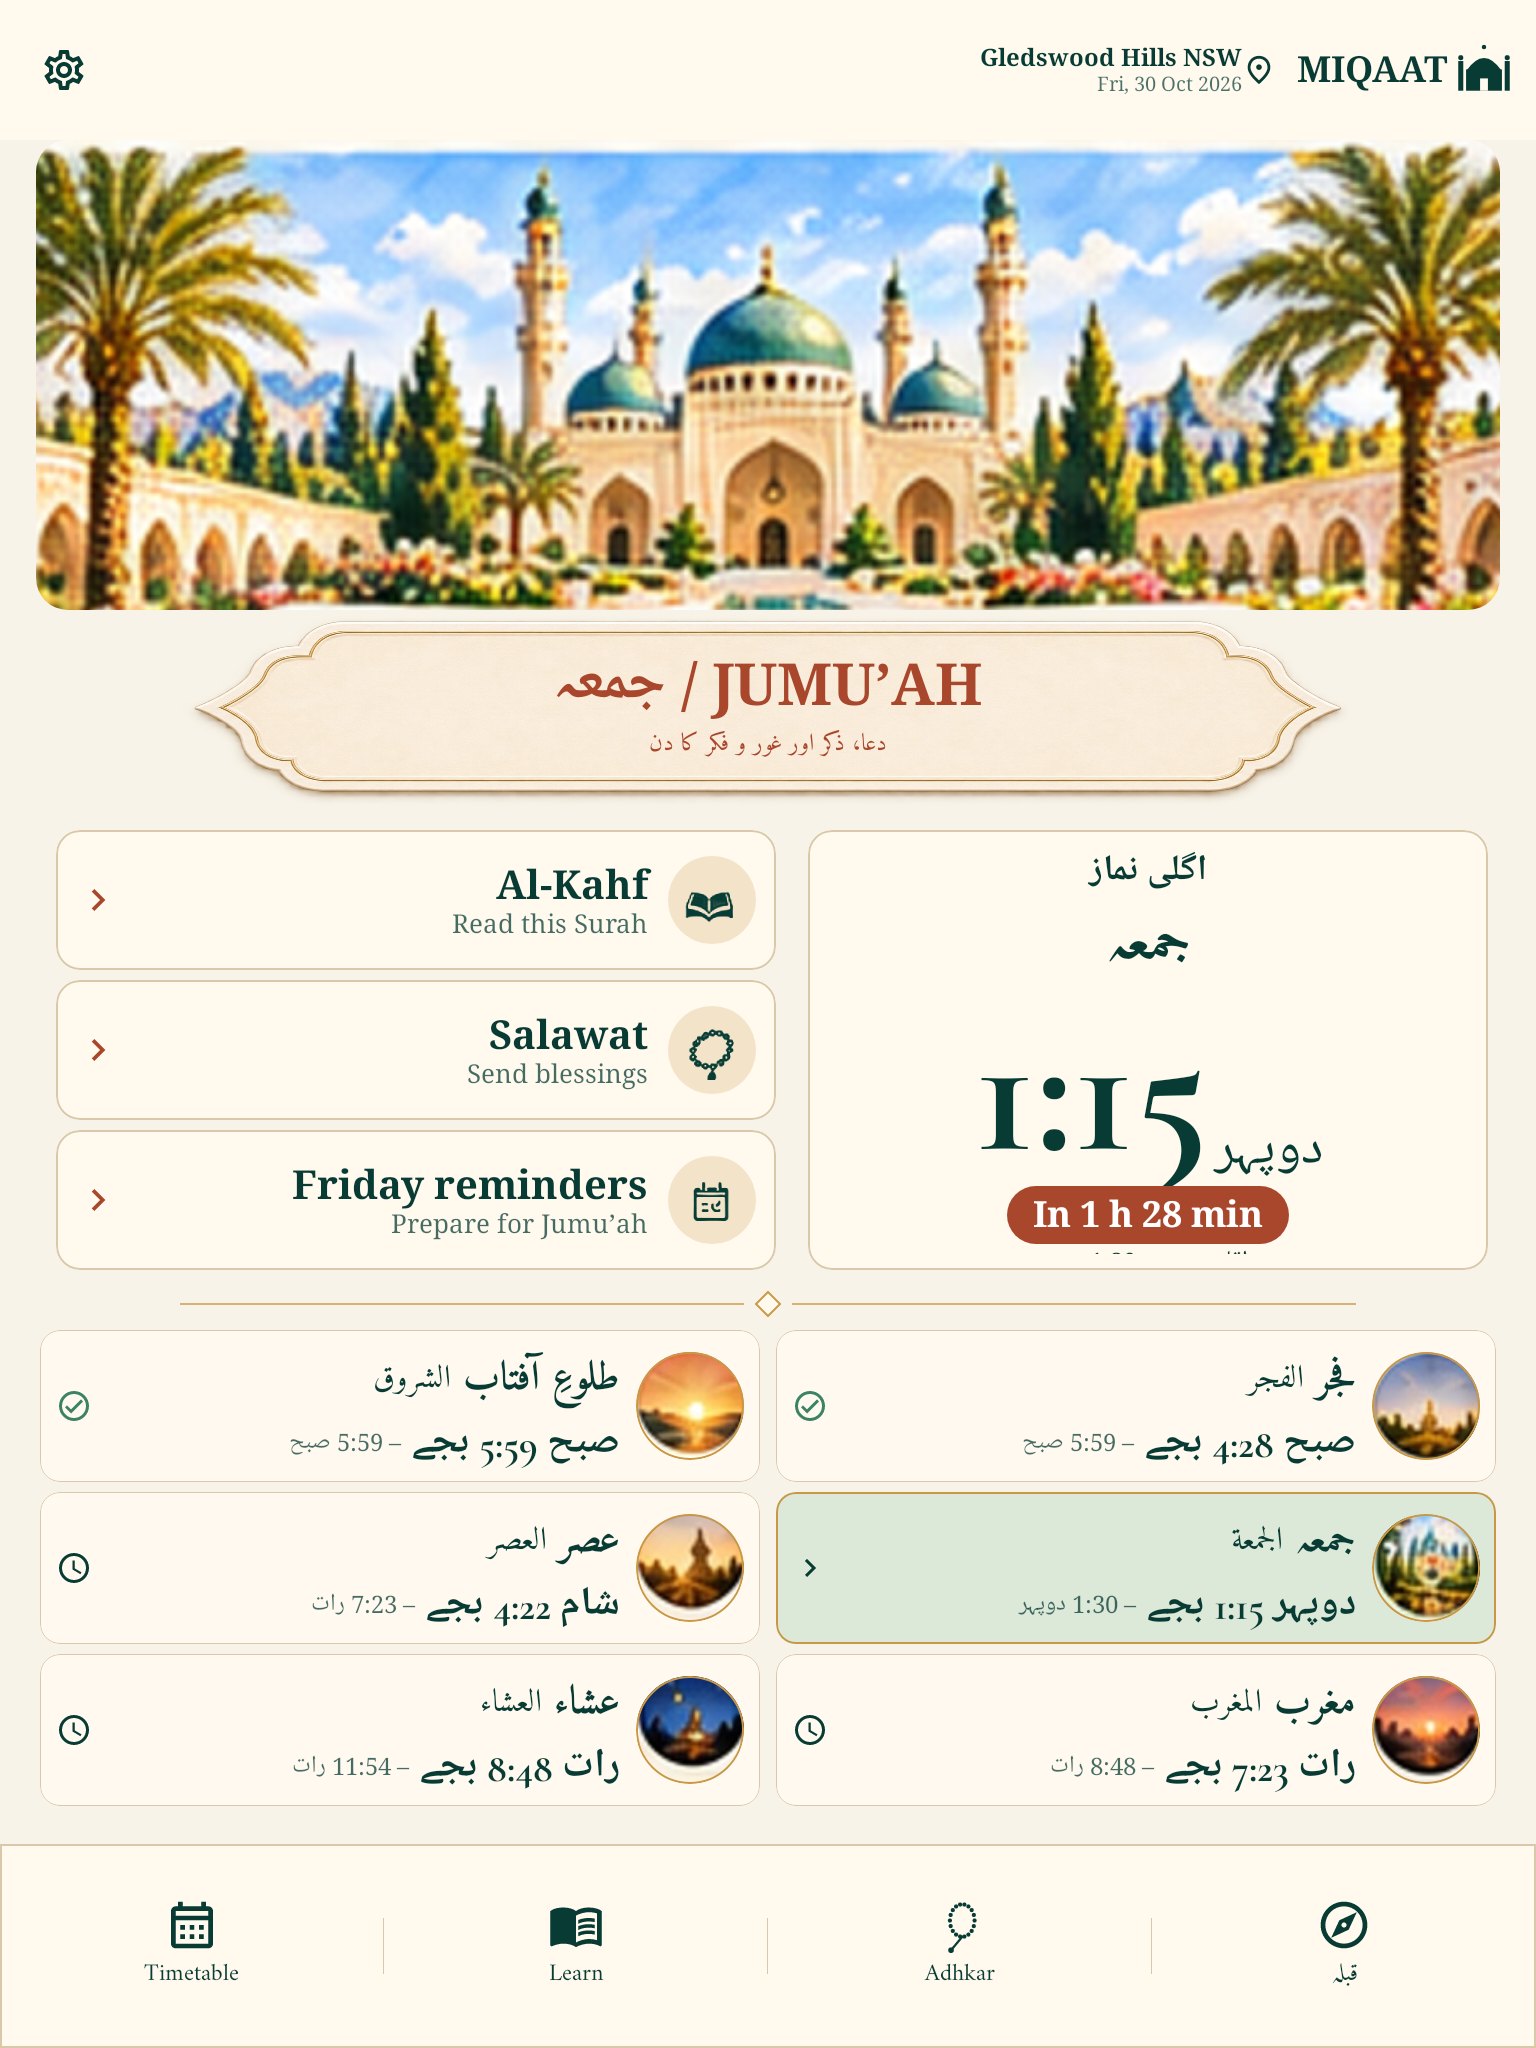 MIQAAT
Gledswood Hills NSW
Fri, 30 Oct 2026
جمعہ / JUMU’AH
دعا، ذکر اور غور و فکر کا دن
اگلی نماز
جمعہ
1:15 دوپہر
In 1 h 28 min
Al-Kahf
Read this Surah
Salawat
Send blessings
Friday reminders
Prepare for Jumu’ah
فجر الفجر
صبح 4:28 بجے – 5:59 صبح
طلوعِ آفتاب الشروق
صبح 5:59 بجے – 5:59 صبح
جمعہ الجمعة
دوپہر 1:15 بجے – 1:30 دوپہر
عصر العصر
شام 4:22 بجے – 7:23 رات
مغرب المغرب
رات 7:23 بجے – 8:48 رات
عشاء العشاء
رات 8:48 بجے – 11:54 رات
قبلہ
Adhkar
Learn
Timetable